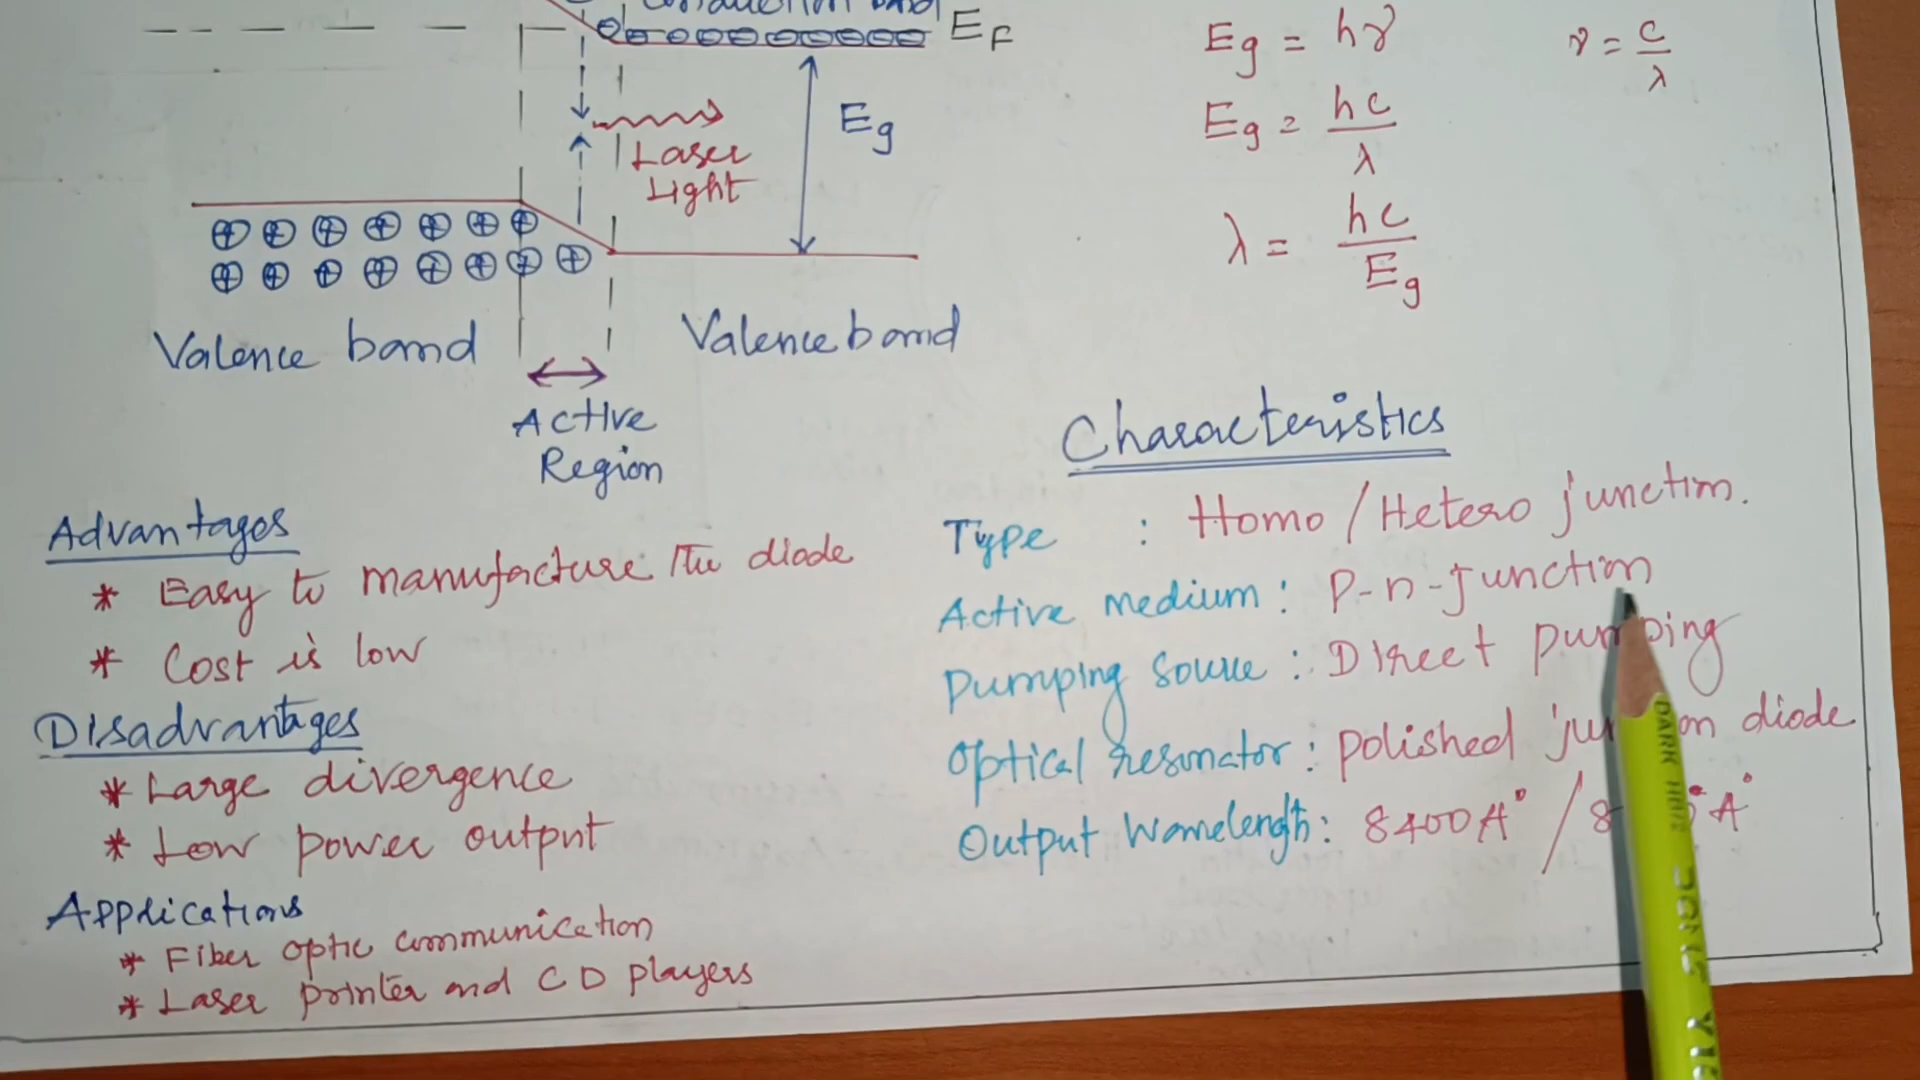 E_F
Eg = hν
ν = c/λ
Eg = hc/λ
Eg
Laser
Light
λ = hc/Eg
Valence band
Valence band
Active
Region
Characteristics
Advantages
* Easy to manufacture the diode
* Cost is low
Disadvantages
* Large divergence
* Low power output
Applications
* Fiber optic communication
* Laser printer and CD players
Type : Homo / Hetero junction.
Active medium : P-n-junction
Pumping Source : Direct pumping
Optical resonator : polished diode
Output Wavelength : 8400A° / A°
DARK